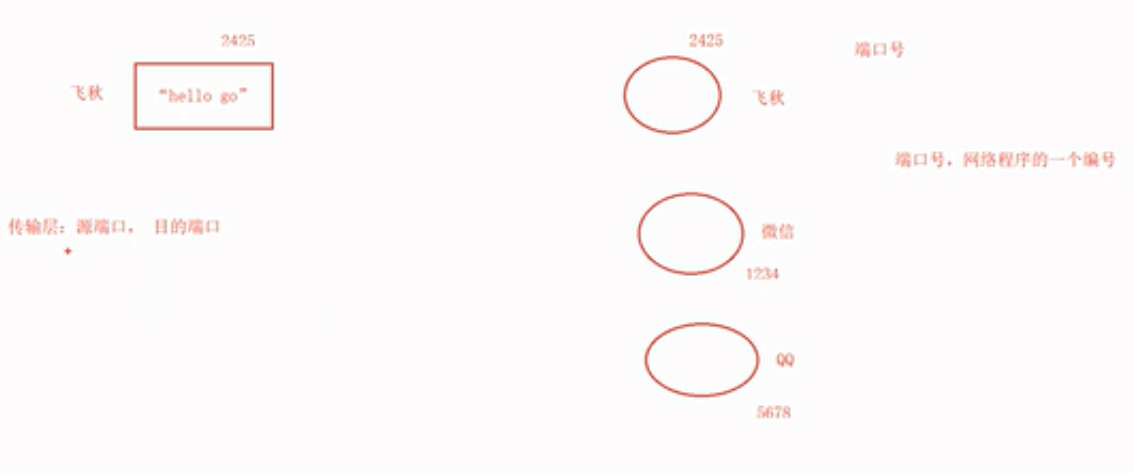 2425
飞秋
“hello go”
传输层：源端口， 目的端口
2425
飞秋
端口号
端口号，网络程序的一个编号
微信
1234
QQ
5678